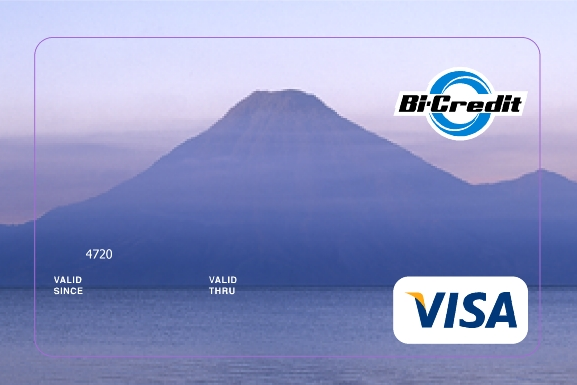 Bi-Credit
4720
VALID
SINCE
VALID
THRU
VISA